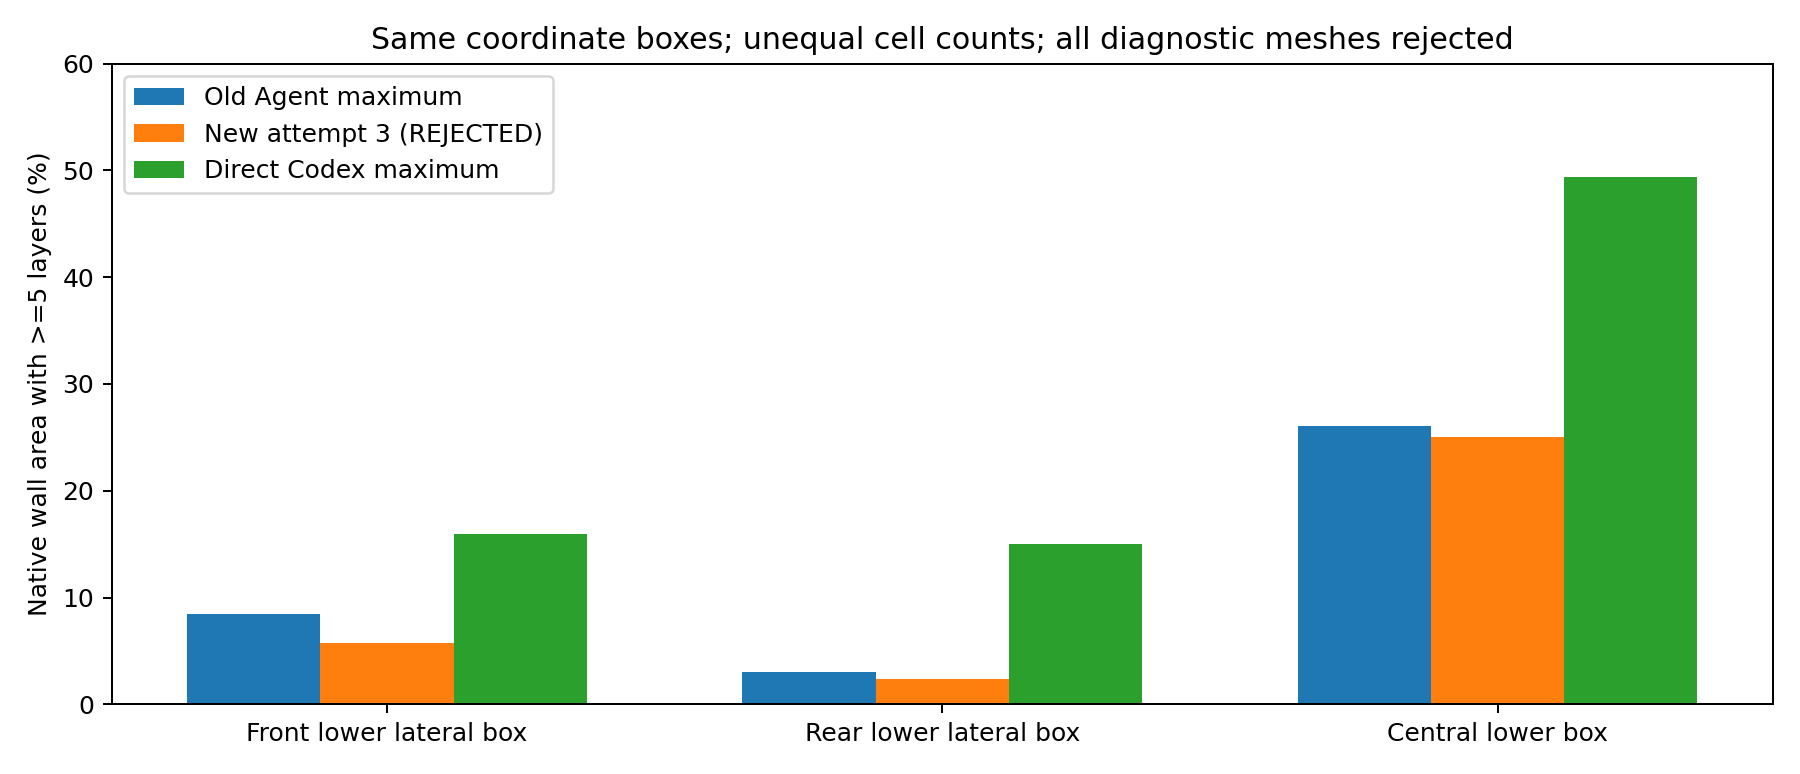 Same coordinate boxes; unequal cell counts; all diagnostic meshes rejected
Native wall area with >=5 layers (%)
60
50
40
30
20
10
0
Old Agent maximum
New attempt 3 (REJECTED)
Direct Codex maximum
Front lower lateral box
Rear lower lateral box
Central lower box